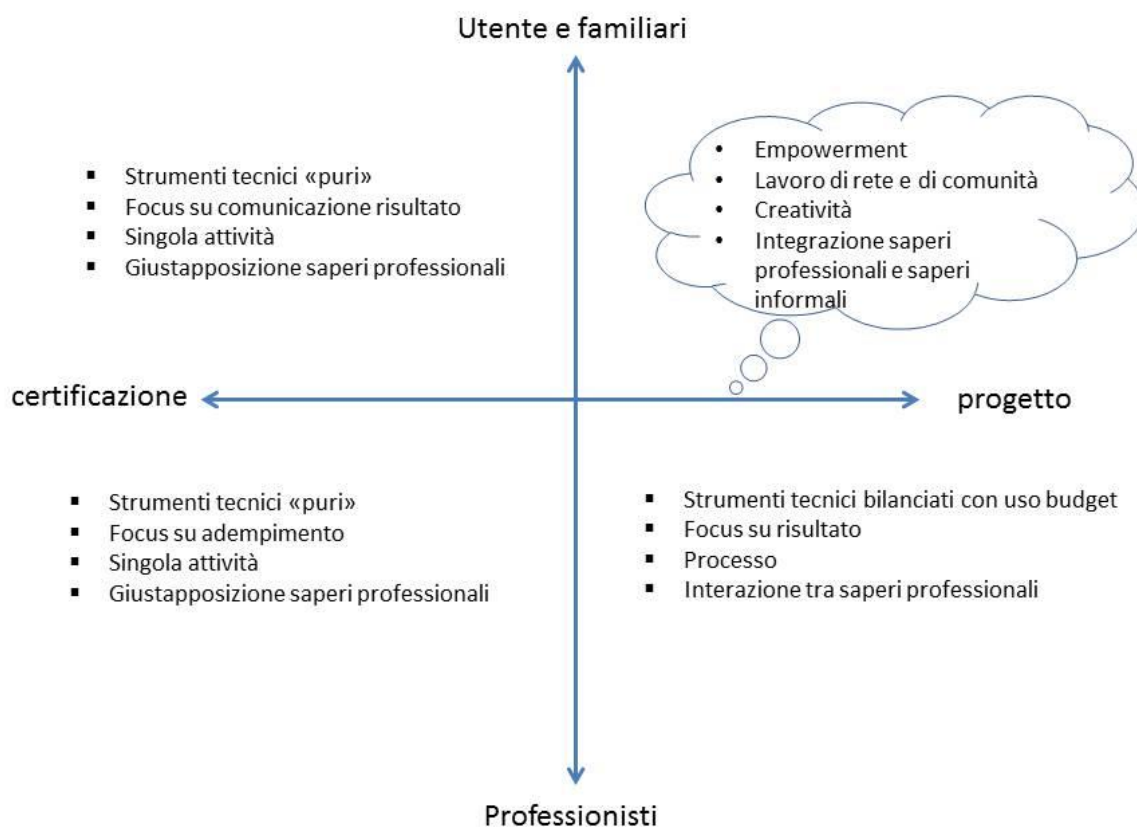 Utente e familiari
Strumenti tecnici «puri»
Focus su comunicazione risultato
Singola attività
Giustapposizione saperi professionali
Empowerment
Lavoro di rete e di comunità
Creatività
Integrazione saperi
professionali e saperi
informali
certificazione
progetto
Strumenti tecnici «puri»
Focus su adempimento
Singola attività
Giustapposizione saperi professionali
Strumenti tecnici bilanciati con uso budget
Focus su risultato
Processo
Interazione tra saperi professionali
Professionisti